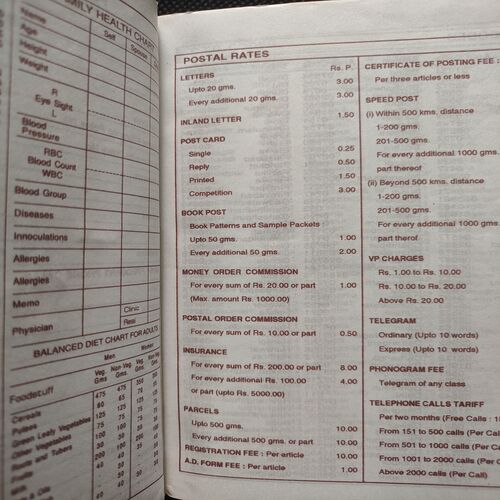 FAMILY HEALTH CHART
Self
Spouse
Name
Age
Height
Weight
R
Eye Sight
L
Blood
Pressure
RBC
Blood Count
WBC
Blood Group
Diseases
Innoculations
Allergies
Allergies
Memo
Clinic
Physician
Resi
BALANCED DIET CHART FOR ADULTS
Men
Women
Veg. Gms
Non-Veg. Gms
Veg. Gms
Foodstuff
475 475 350
Cereals
Pulses
Green Leafy Vegetables
Other Vegetables
Roots and Tubers
Fruits
Milk
POSTAL RATES
Rs. P.
LETTERS
Upto 20 gms. 3.00
Every additional 20 gms. 3.00
INLAND LETTER 1.50
POST CARD
Single 0.25
Reply 0.50
Printed 1.50
Competition 3.00
BOOK POST
Book Patterns and Sample Packets
Upto 50 gms. 1.00
Every additional 50 gms. 2.00
MONEY ORDER COMMISSION
For every sum of Rs. 20.00 or part 1.00
(Max amount Rs. 1000.00)
POSTAL ORDER COMMISSION
For every sum of Rs. 10.00 or part 0.50
INSURANCE
For every sum of Rs. 200.00 or part 8.00
For every additional Rs. 100.00 4.00
or part (upto Rs. 5000.00)
PARCELS
Upto 500 gms. 10.00
Every additional 500 gms. or part 10.00
REGISTRATION FEE : Per article 10.00
A.D. FORM FEE : Per article 1.00
CERTIFICATE OF POSTING FEE :
Per three articles or less
SPEED POST
(i) Within 500 kms. distance
1-200 gms.
201-500 gms.
For every additional 1000 gms.
part thereof
(ii) Beyond 500 kms. distance
1-200 gms.
201-500 gms.
For every additional 1000 gms
part therof
VP CHARGES
Rs. 1.00 to Rs. 10.00
Rs. 10.00 to Rs. 20.00
Above Rs. 20.00
TELEGRAM
Ordinary (Upto 10 words)
Express (Upto 10 words)
PHONOGRAM FEE
Telegram of any class
TELEPHONE CALLS TARIFF
Per two months (Free Calls : 1
From 151 to 500 calls (Per Ca
From 501 to 1000 calls (Per C
From 1001 to 2000 calls (Per C
Above 2000 calls (Per Call)